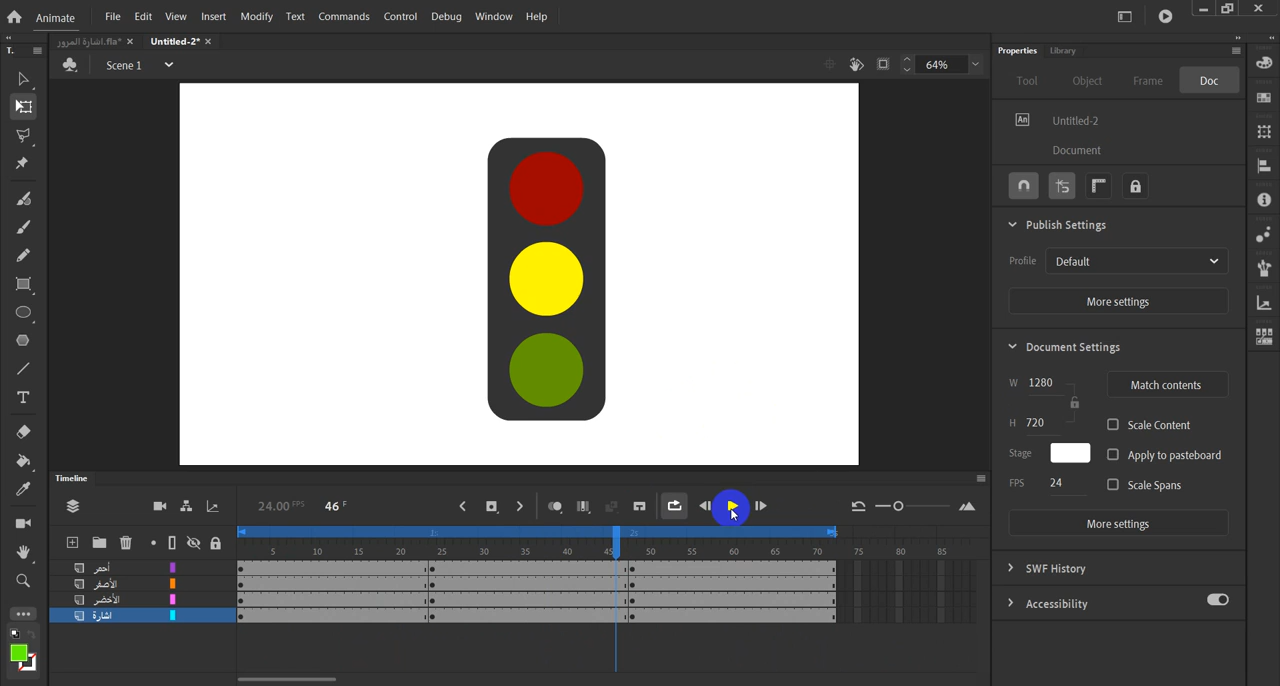 Animate File Edit View Insert Modify Text Commands Control Debug Window Help
اشارة المرور.fla* Untitled-2*
T. Properties Library
Scene 1 64%
Tool Object Frame Doc
An Untitled-2
Document
Publish Settings
Profile Default
More settings
Document Settings
W 1280 Match contents
H 720 Scale Content
Stage Apply to pasteboard
FPS 24 Scale Spans
More settings
SWF History
Accessibility
Timeline
24.00 FPS 46 F
1s 2s
5 10 15 20 25 30 35 40 45 50 55 60 65 70 75 80 85
أحمر
الأصفر
الأخضر
اشارة